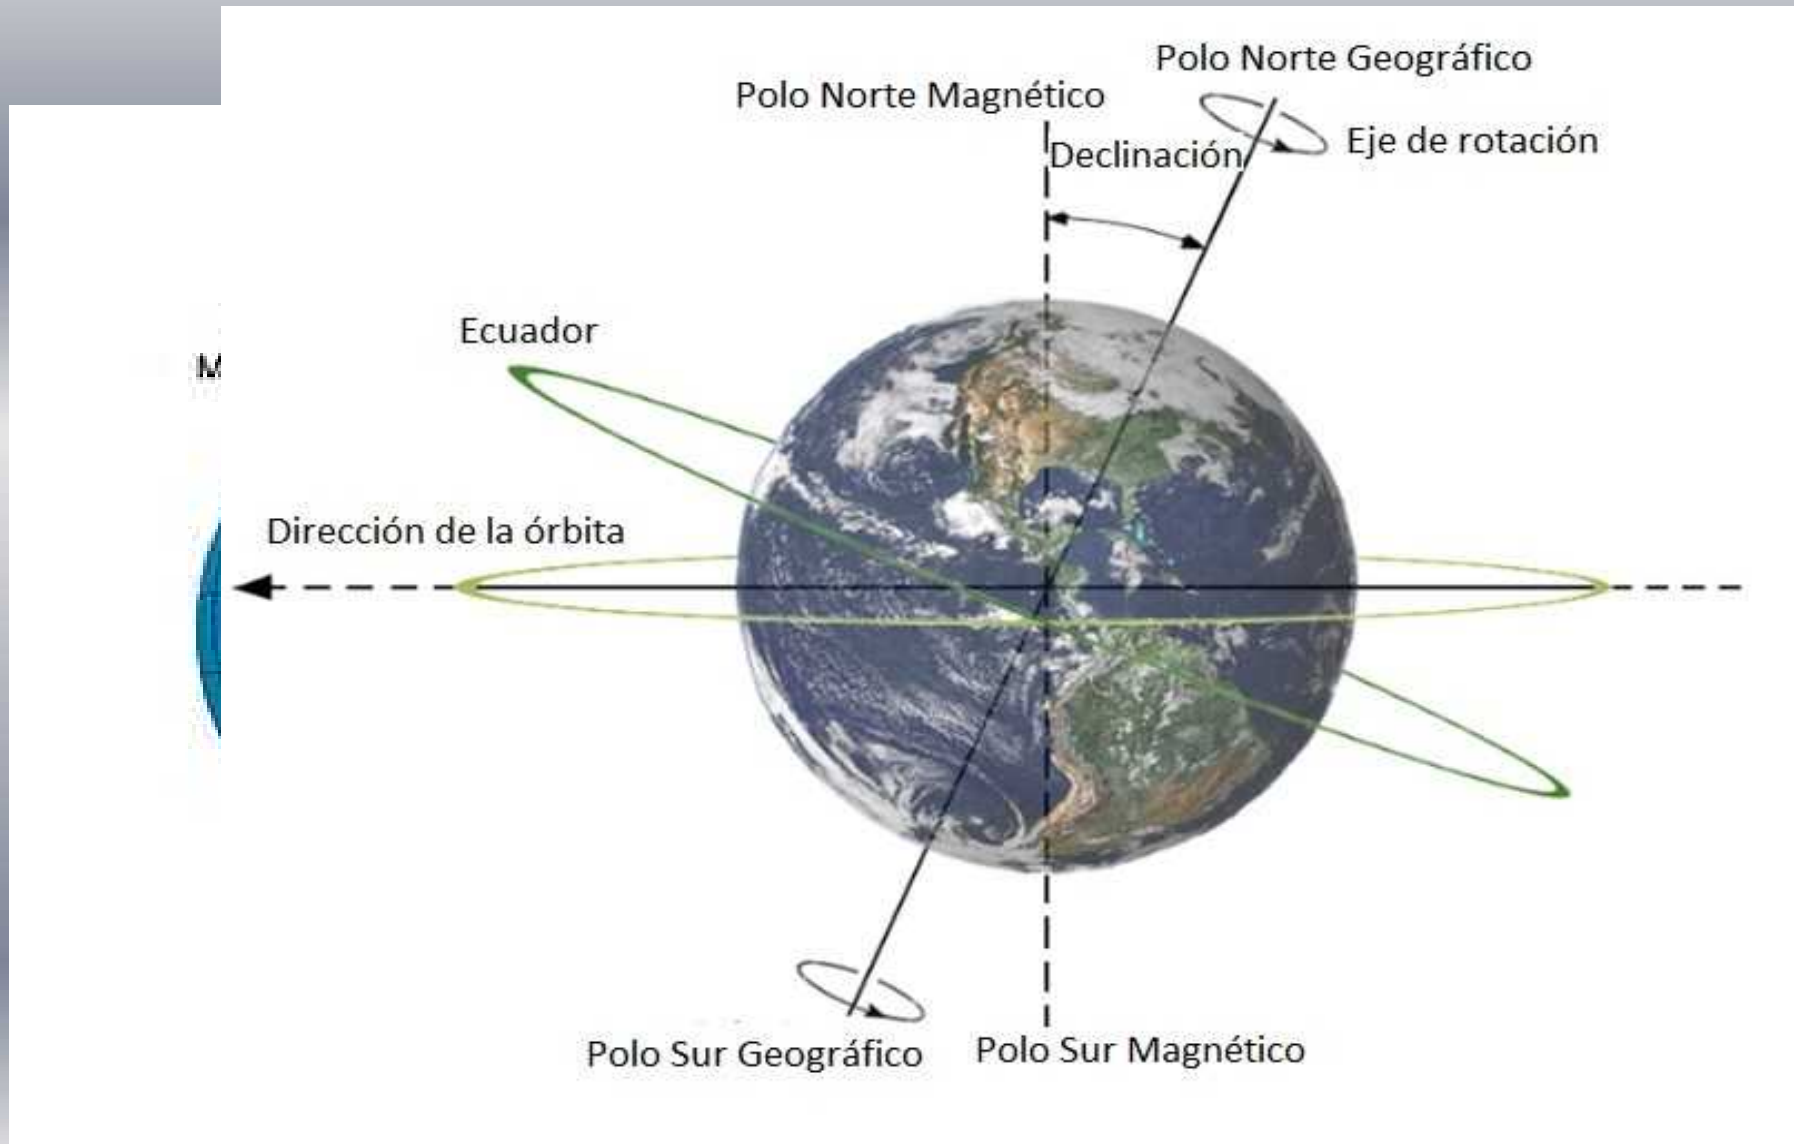 Polo Norte Geográfico
Polo Norte Magnético
Eje de rotación
Declinación
Ecuador
M
Dirección de la órbita
Polo Sur Geográfico
Polo Sur Magnético